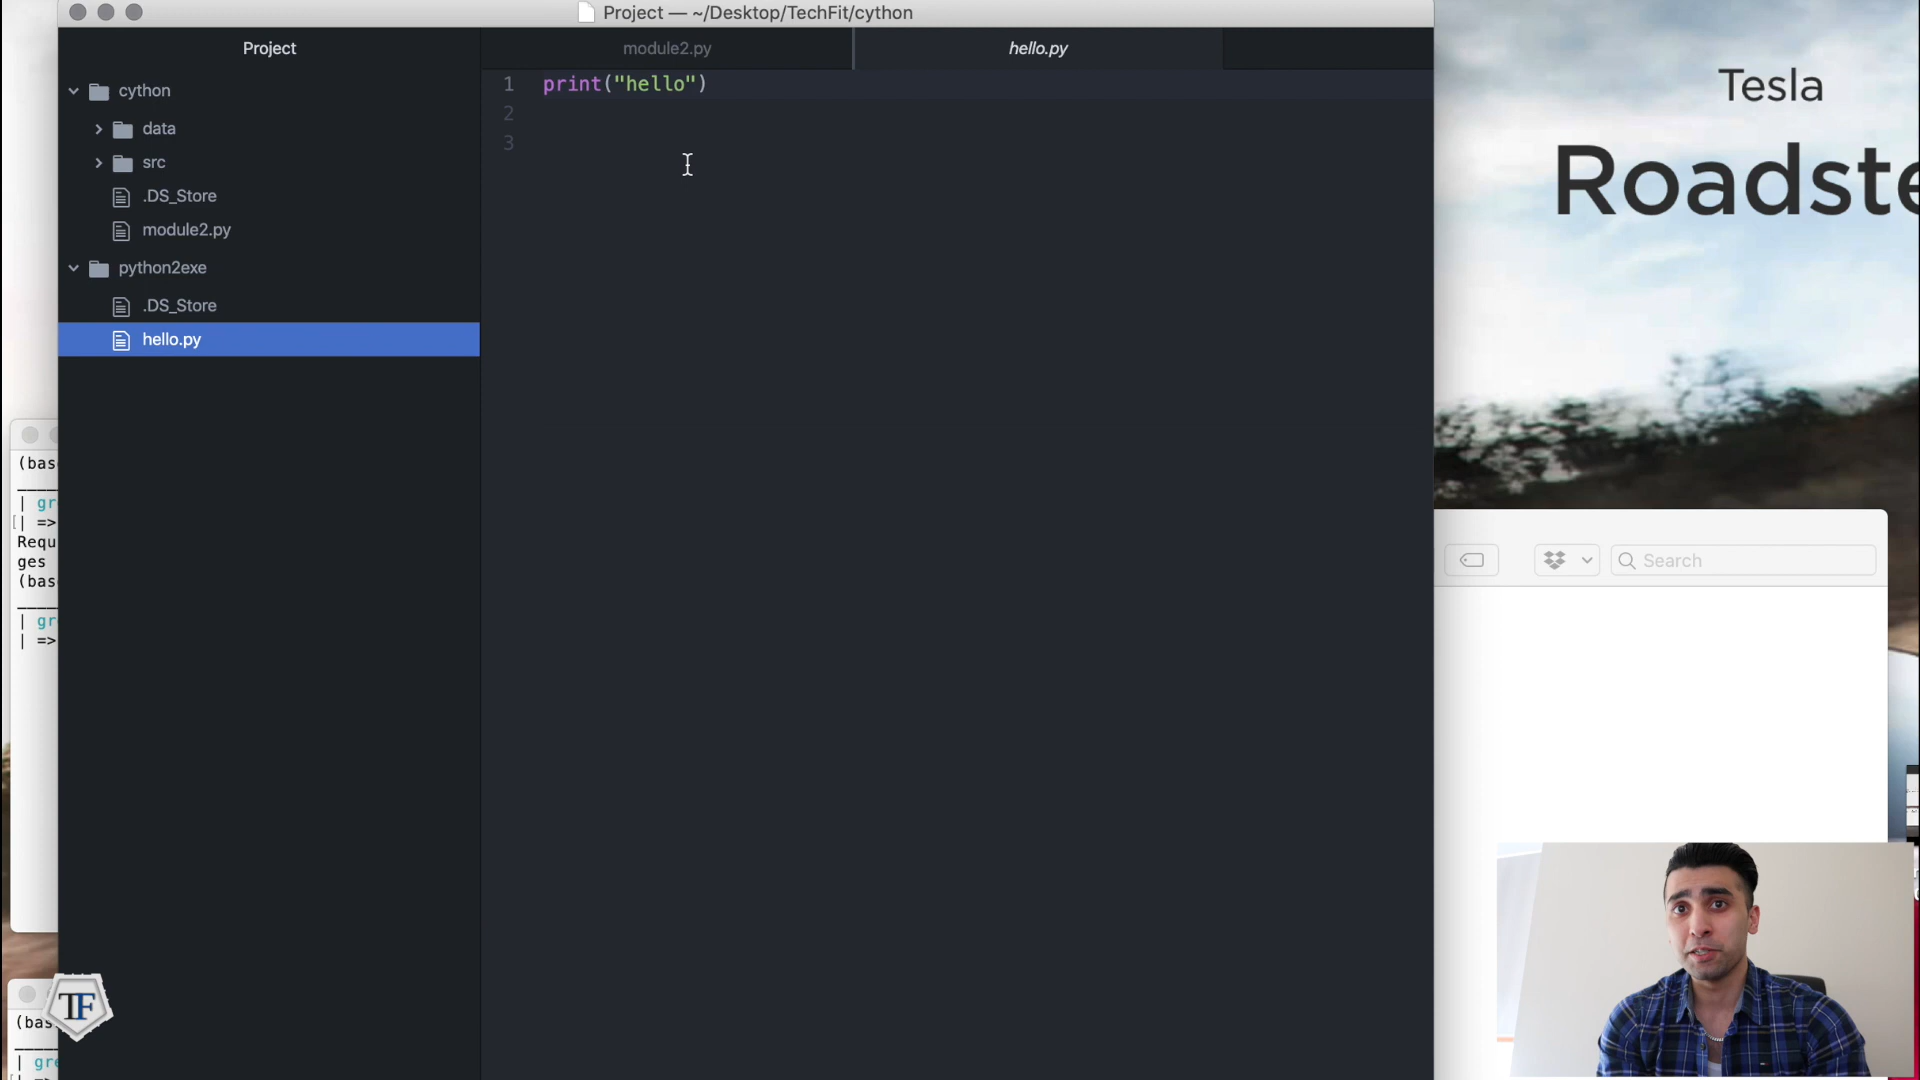 Project — ~/Desktop/TechFit/cython
Project
module2.py
hello.py
cython
data
src
.DS_Store
module2.py
python2exe
.DS_Store
hello.py
1 print("hello")
2
3
Tesla
Roadste
Search
(bas
| gr
[| =>
Requ
ges
(bas
| gr
| =>
TF
(bas
| gre